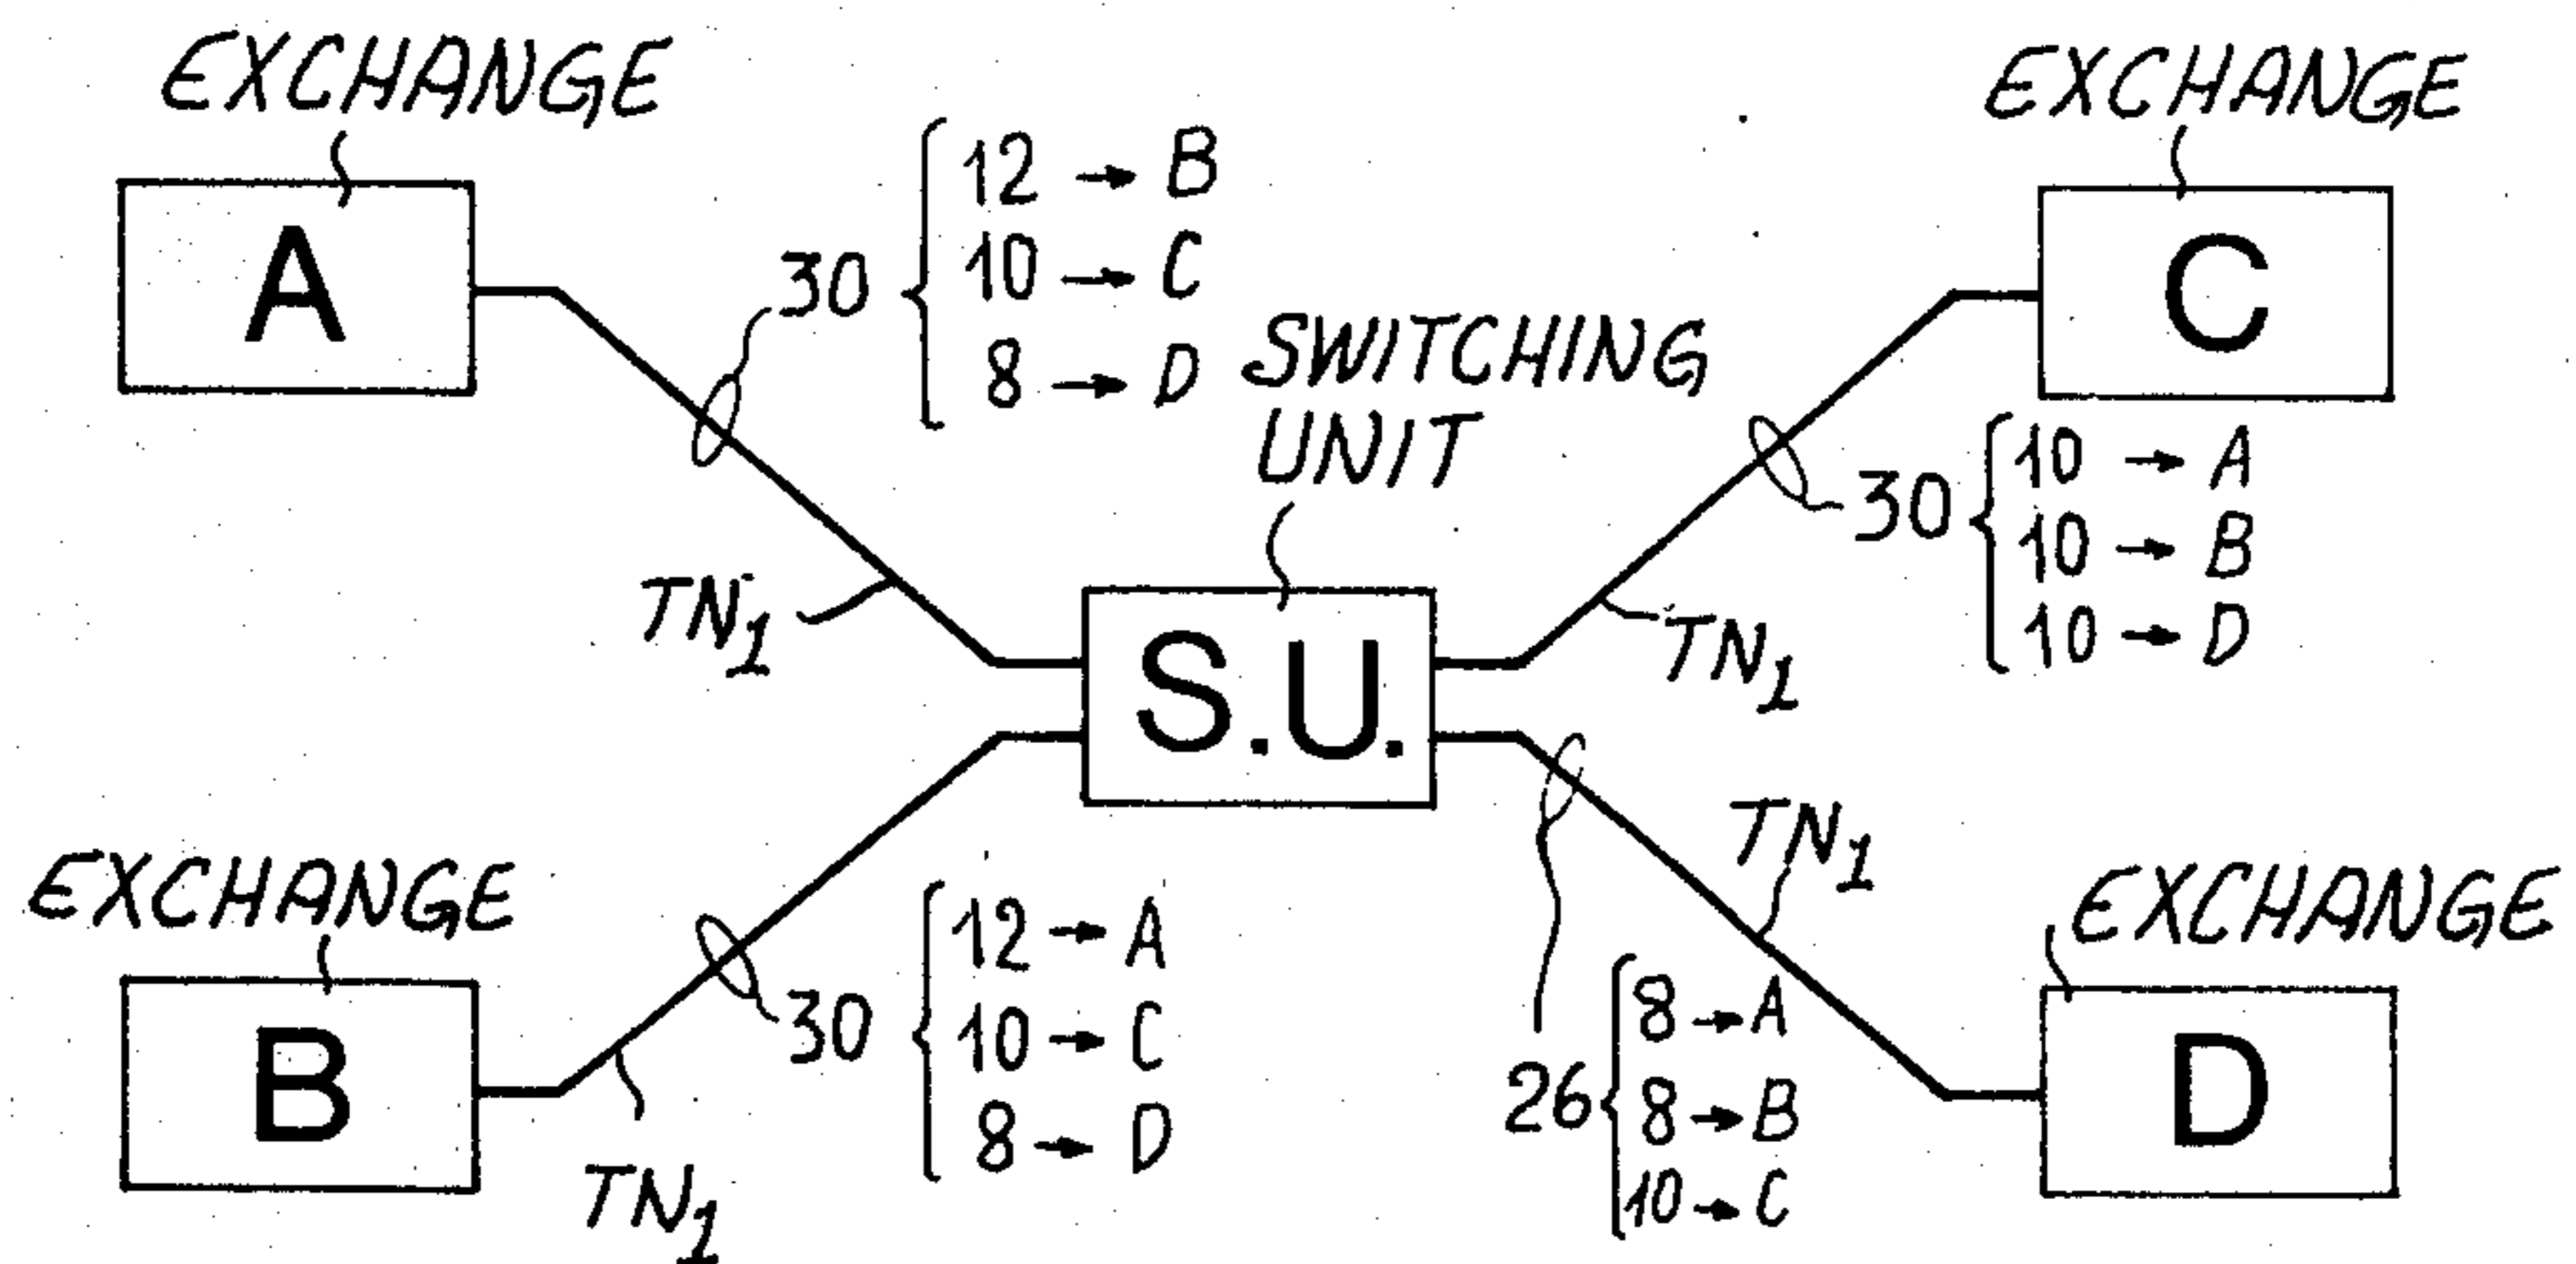 EXCHANGE
A
30 { 12 → B
10 → C
8 → D
TN1
EXCHANGE
C
30 { 10 → A
10 → B
10 → D
TN1
SWITCHING
UNIT
S.U.
EXCHANGE
B
30 { 12 → A
10 → C
8 → D
TN1
TN1
26 { 8 → A
8 → B
10 → C
EXCHANGE
D